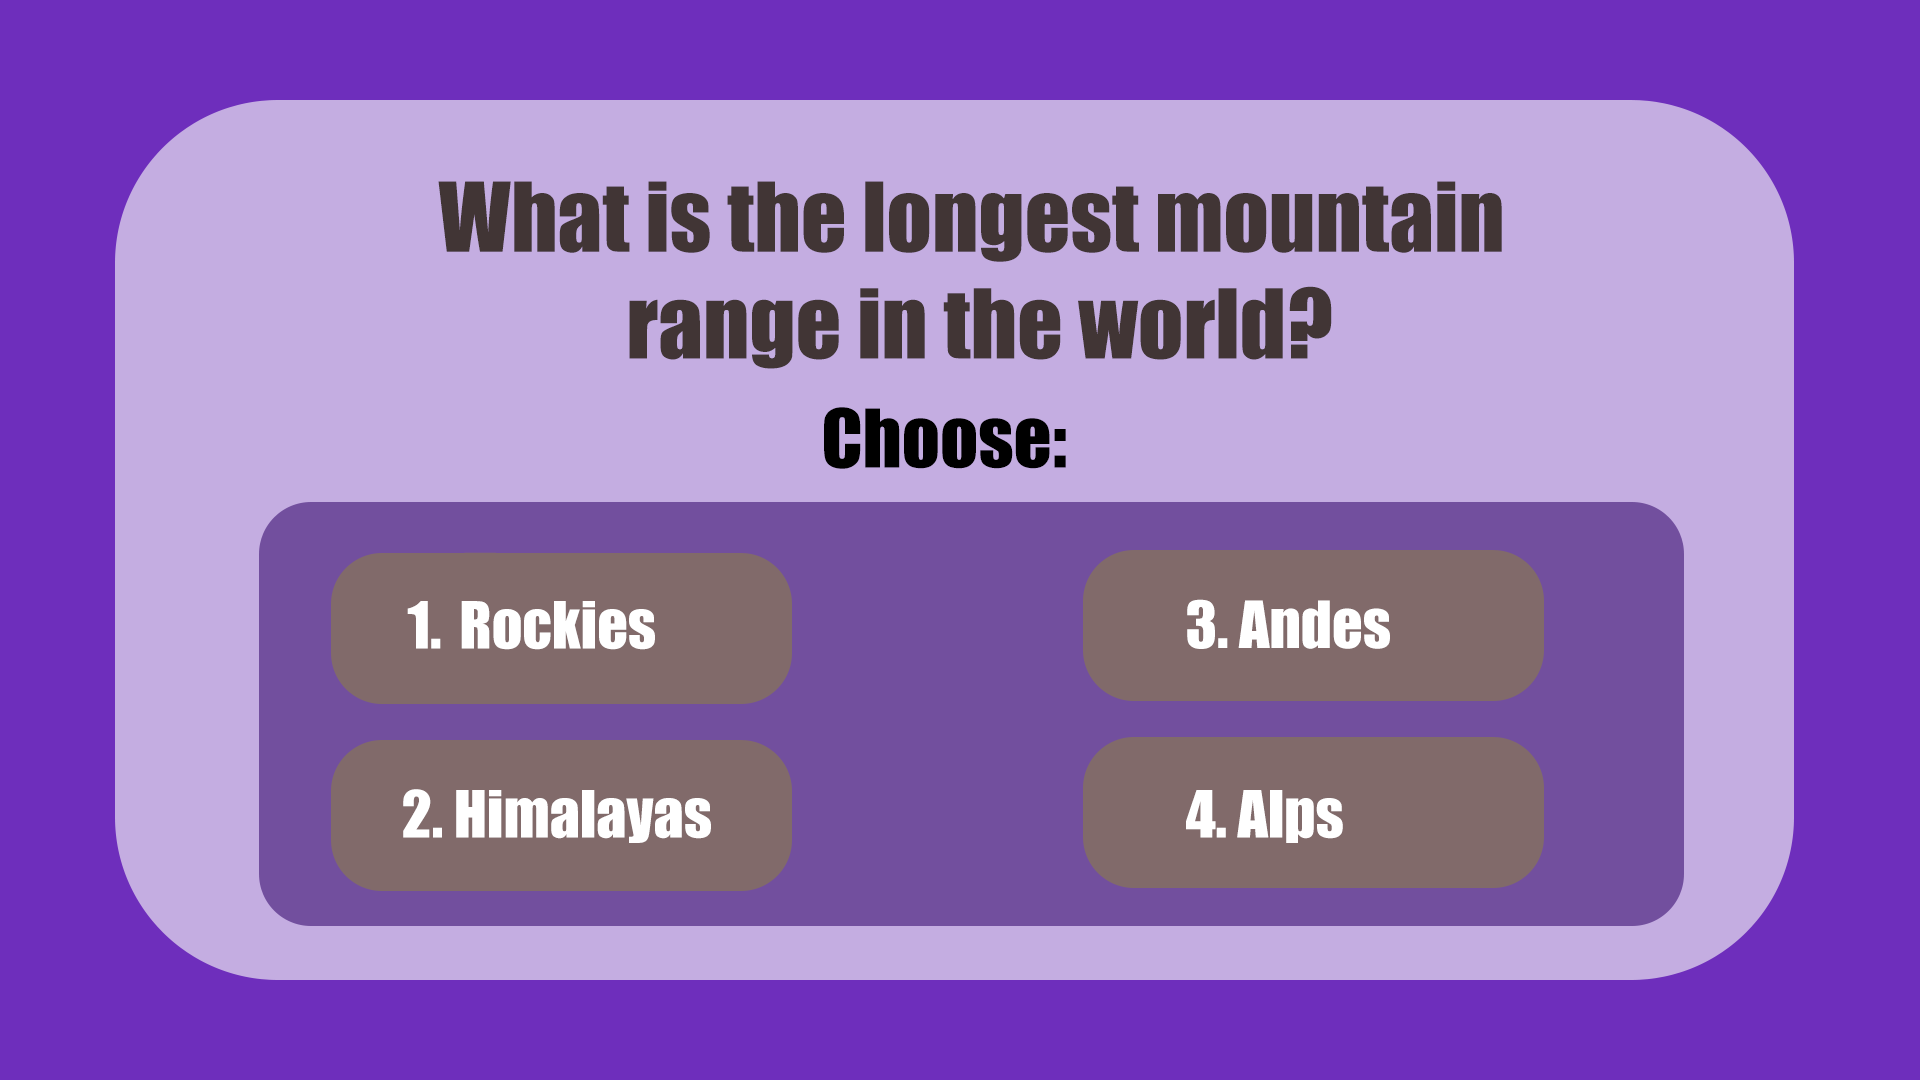 What is the longest mountain
range in the world?
Choose:
1. Rockies
2. Himalayas
3. Andes
4. Alps